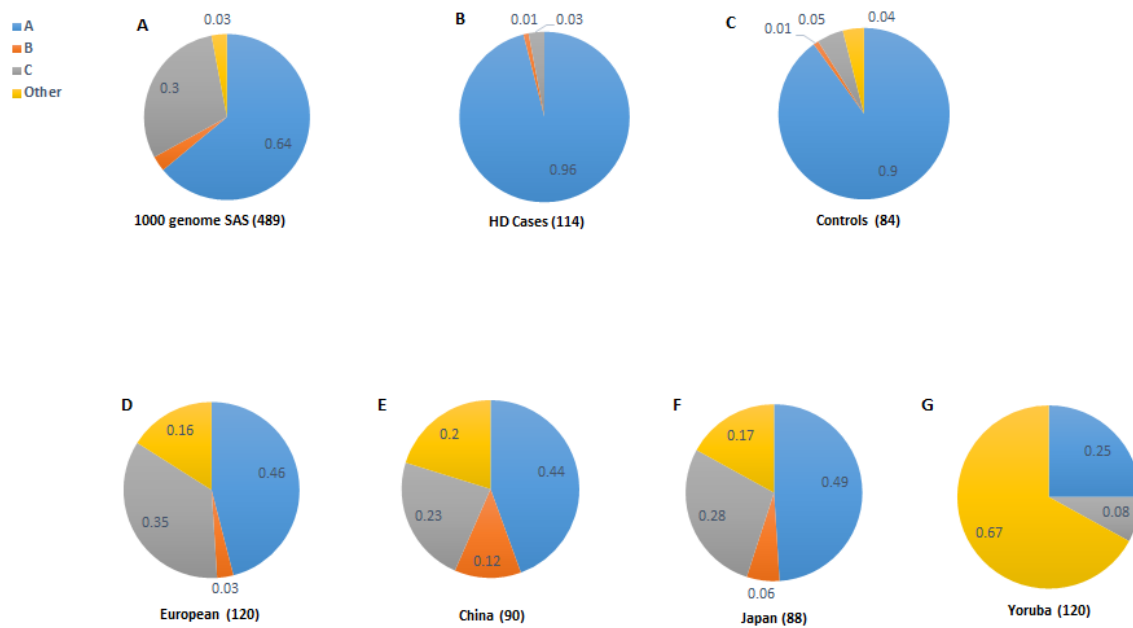 A
B
C
Other
A
0.03
0.3
0.64
1000 genome SAS (489)
B
0.01
0.03
0.96
HD Cases (114)
C
0.01
0.05
0.04
0.9
Controls (84)
D
0.16
0.46
0.35
0.03
European (120)
E
0.2
0.44
0.23
0.12
China (90)
F
0.17
0.49
0.28
0.06
Japan (88)
G
0.25
0.08
0.67
Yoruba (120)